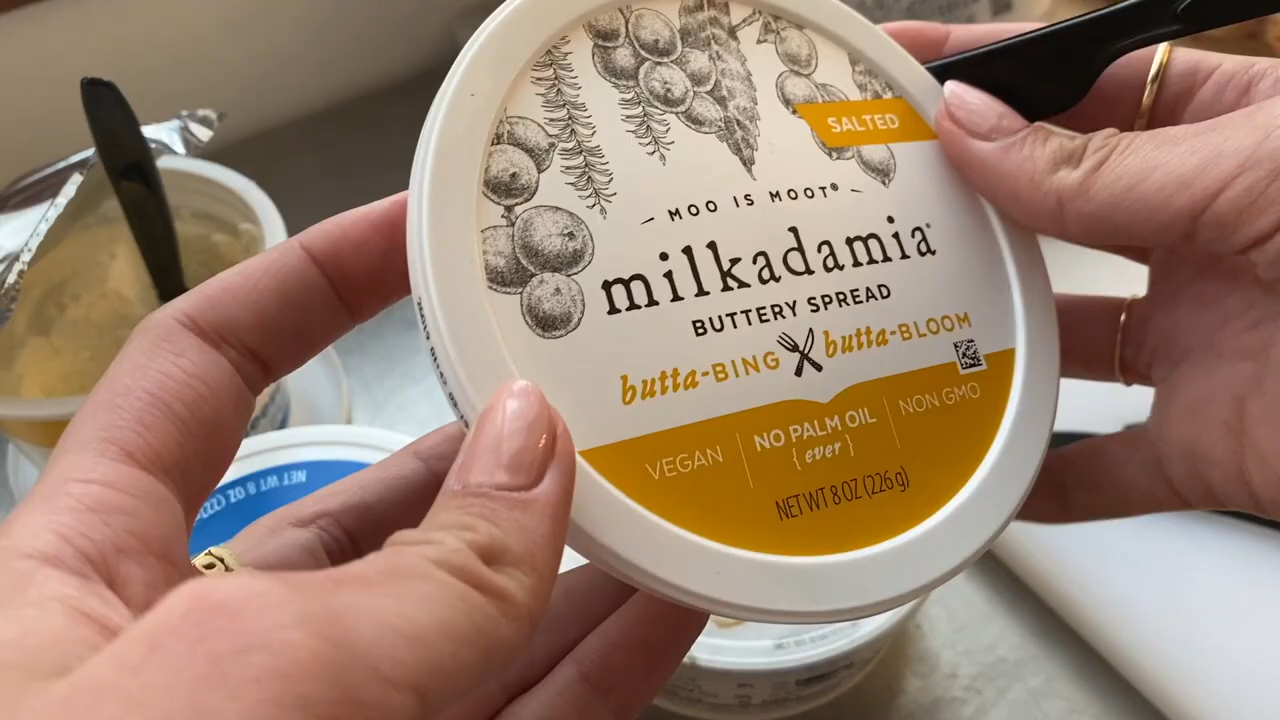 SALTED
MOO IS MOOT®
milkadamia
BUTTERY SPREAD
butta-BING butta-BLOOM
VEGAN
NO PALM OIL
{ ever }
NON GMO
NET WT 8 OZ (226 g)
NET WT 8 OZ